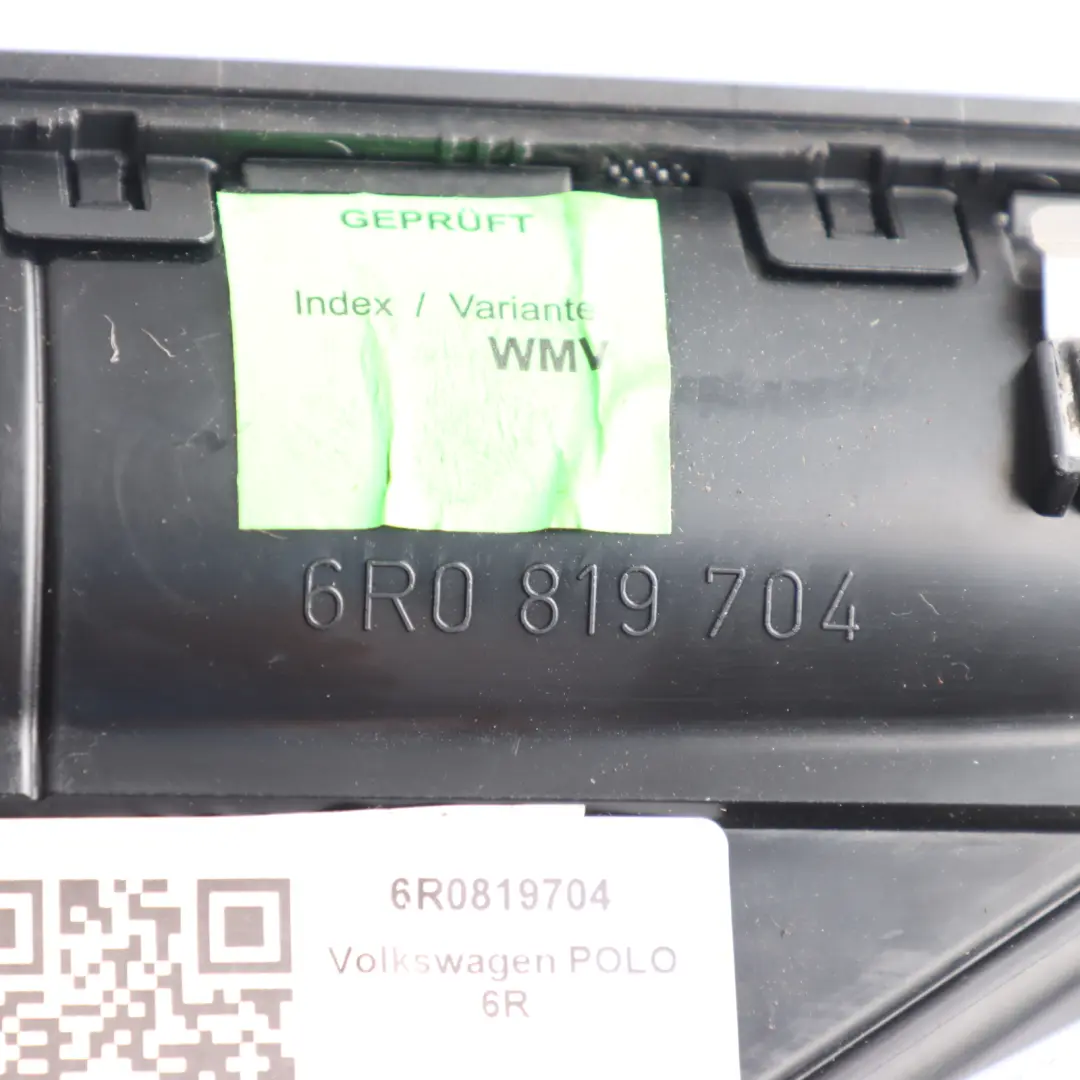 GEPRÜFT
Index / Variante
WMV
6R0 819 704
6R0819704
Volkswagen POLO
6R